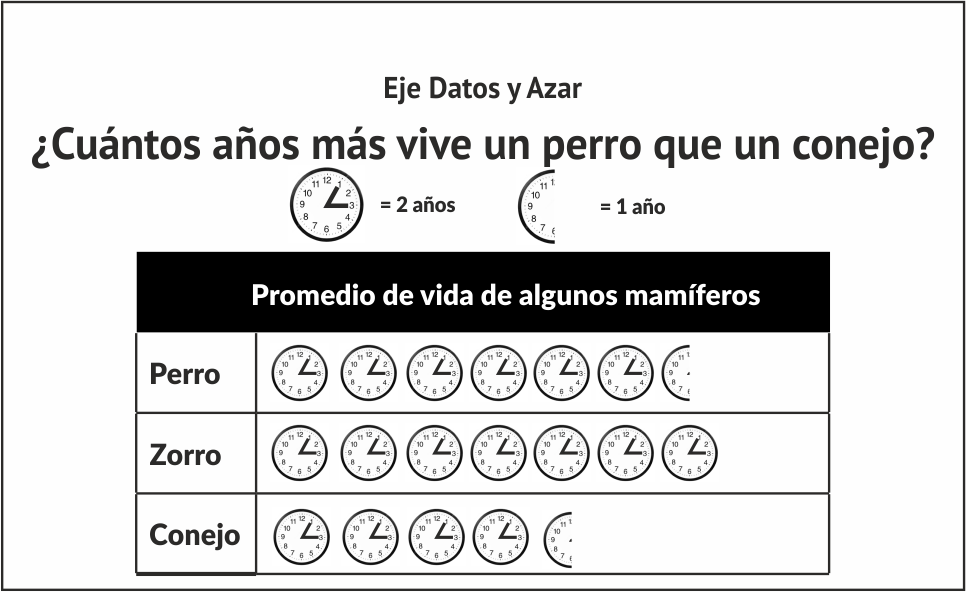 Eje Datos y Azar
¿Cuántos años más vive un perro que un conejo?
= 2 años = 1 año
Promedio de vida de algunos mamíferos
Perro
Zorro
Conejo